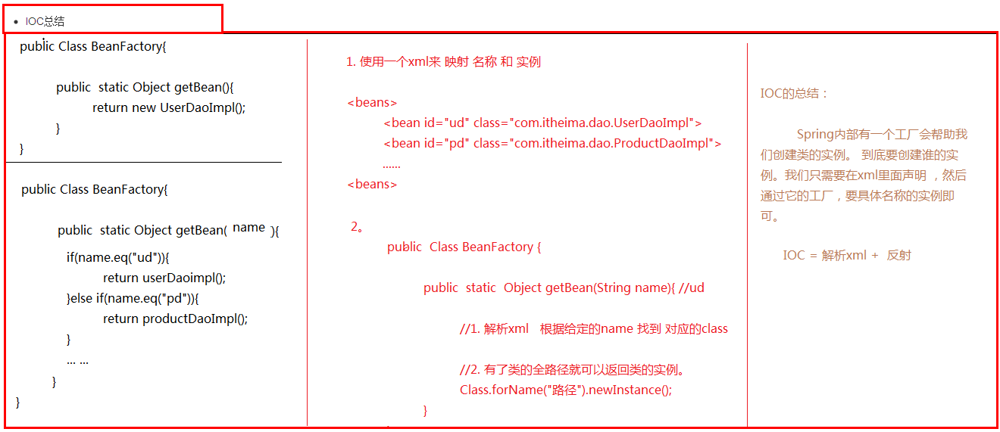 • IOC总结
public Class BeanFactory{
public static Object getBean(){
return new UserDaoImpl();
}
}
public Class BeanFactory{
public static Object getBean( name ){
if(name.eq("ud")){
return userDaoimpl();
}else if(name.eq("pd")){
return productDaoImpl();
}
... ...
}
}
1. 使用一个xml来 映射 名称 和 实例
<beans>
<bean id="ud" class="com.itheima.dao.UserDaoImpl">
<bean id="pd" class="com.itheima.dao.ProductDaoImpl">
......
<beans>
2。
public Class BeanFactory {
public static Object getBean(String name){ //ud
//1. 解析xml 根据给定的name 找到 对应的class
//2. 有了类的全路径就可以返回类的实例。
Class.forName("路径").newInstance();
}
IOC的总结：
Spring内部有一个工厂会帮助我
们创建类的实例。 到底要创建谁的实
例。我们只需要在xml里面声明 ，然后
通过它的工厂，要具体名称的实例即
可。
IOC = 解析xml + 反射